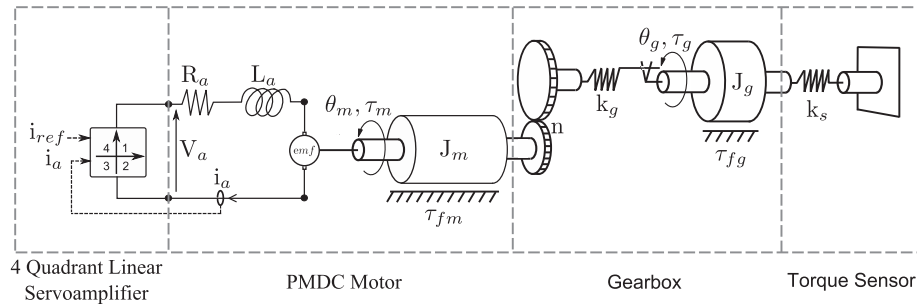 R_a
L_a
θ_m, τ_m
θ_g, τ_g
J_g
k_g
k_s
n
i_ref
i_a
4 1
3 2
V_a
emf
J_m
τ_fg
i_a
τ_fm
4 Quadrant Linear
Servoamplifier
PMDC Motor
Gearbox
Torque Sensor